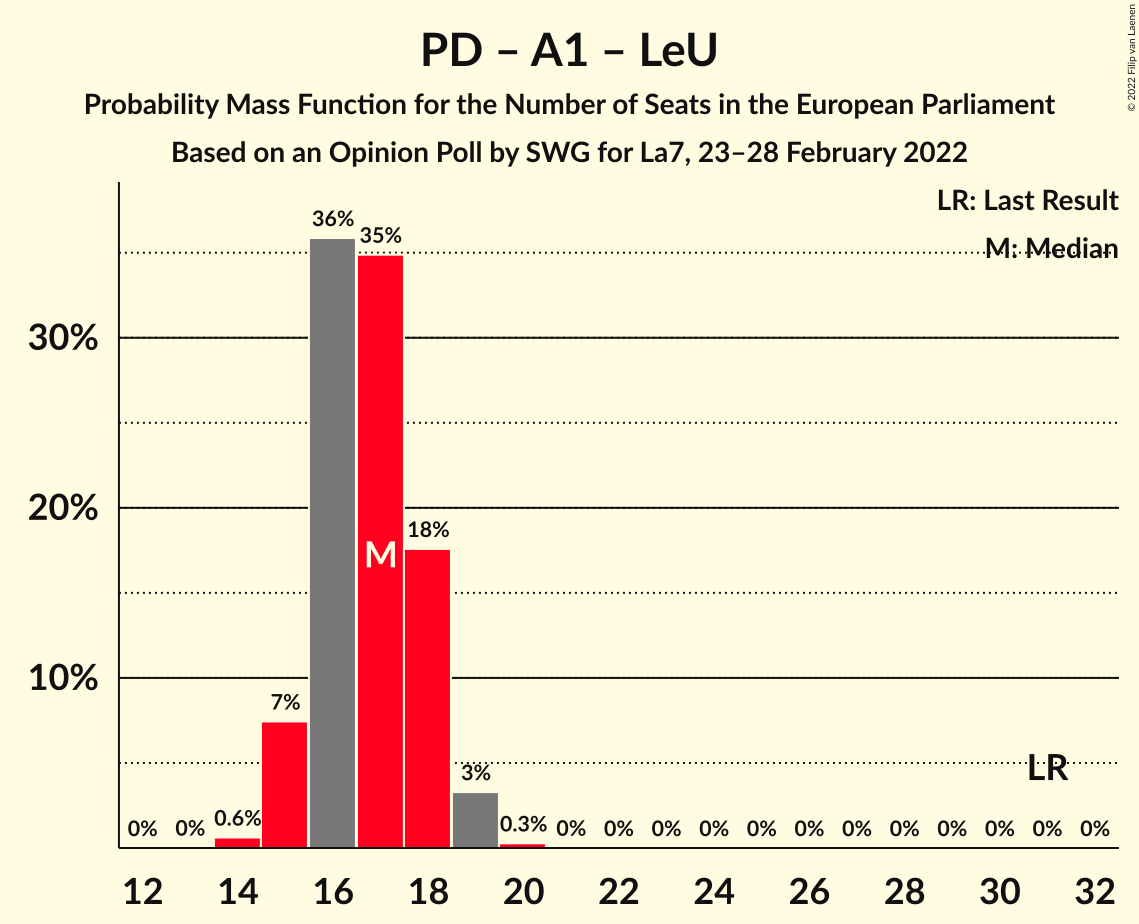 PD – A1 – LeU
Probability Mass Function for the Number of Seats in the European Parliament
Based on an Opinion Poll by SWG for La7, 23–28 February 2022
© 2022 Filip van Laenen
LR: Last Result
M: Median
36%
35%
30%
20%
18%
M
10%
7%
3%
LR
0% 0% 0.6% 0.3% 0% 0% 0% 0% 0% 0% 0% 0% 0% 0% 0% 0%
12 14 16 18 20 22 24 26 28 30 32